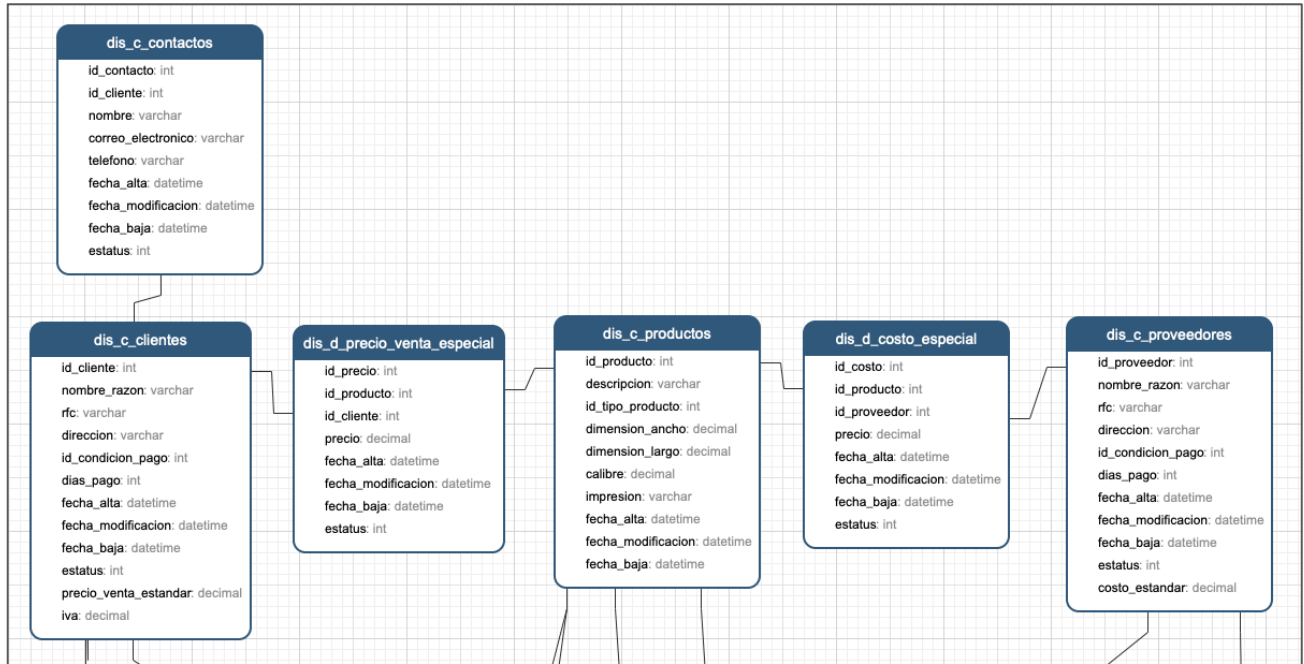 dis_c_contactos
id_contacto: int
id_cliente: int
nombre: varchar
correo_electronico: varchar
telefono: varchar
fecha_alta: datetime
fecha_modificacion: datetime
fecha_baja: datetime
estatus: int
dis_c_clientes
id_cliente: int
nombre_razon: varchar
rfc: varchar
direccion: varchar
id_condicion_pago: int
dias_pago: int
fecha_alta: datetime
fecha_modificacion: datetime
fecha_baja: datetime
estatus: int
precio_venta_estandar: decimal
iva: decimal
dis_d_precio_venta_especial
id_precio: int
id_producto: int
id_cliente: int
precio: decimal
fecha_alta: datetime
fecha_modificacion: datetime
fecha_baja: datetime
estatus: int
dis_c_productos
id_producto: int
descripcion: varchar
id_tipo_producto: int
dimension_ancho: decimal
dimension_largo: decimal
calibre: decimal
impresion: varchar
fecha_alta: datetime
fecha_modificacion: datetime
fecha_baja: datetime
dis_d_costo_especial
id_costo: int
id_producto: int
id_proveedor: int
precio: decimal
fecha_alta: datetime
fecha_modificacion: datetime
fecha_baja: datetime
estatus: int
dis_c_proveedores
id_proveedor: int
nombre_razon: varchar
rfc: varchar
direccion: varchar
id_condicion_pago: int
dias_pago: int
fecha_alta: datetime
fecha_modificacion: datetime
fecha_baja: datetime
estatus: int
costo_estandar: decimal